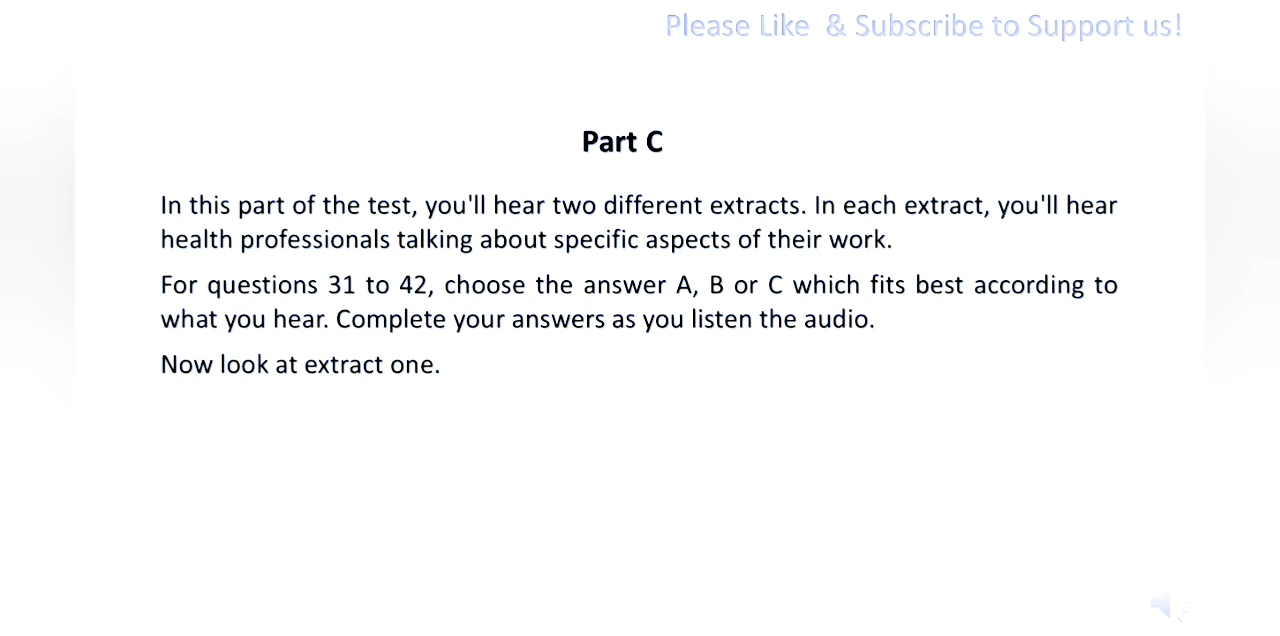 Please Like & Subscribe to Support us!
Part C
In this part of the test, you'll hear two different extracts. In each extract, you'll hear
health professionals talking about specific aspects of their work.
For questions 31 to 42, choose the answer A, B or C which fits best according to
what you hear. Complete your answers as you listen the audio.
Now look at extract one.